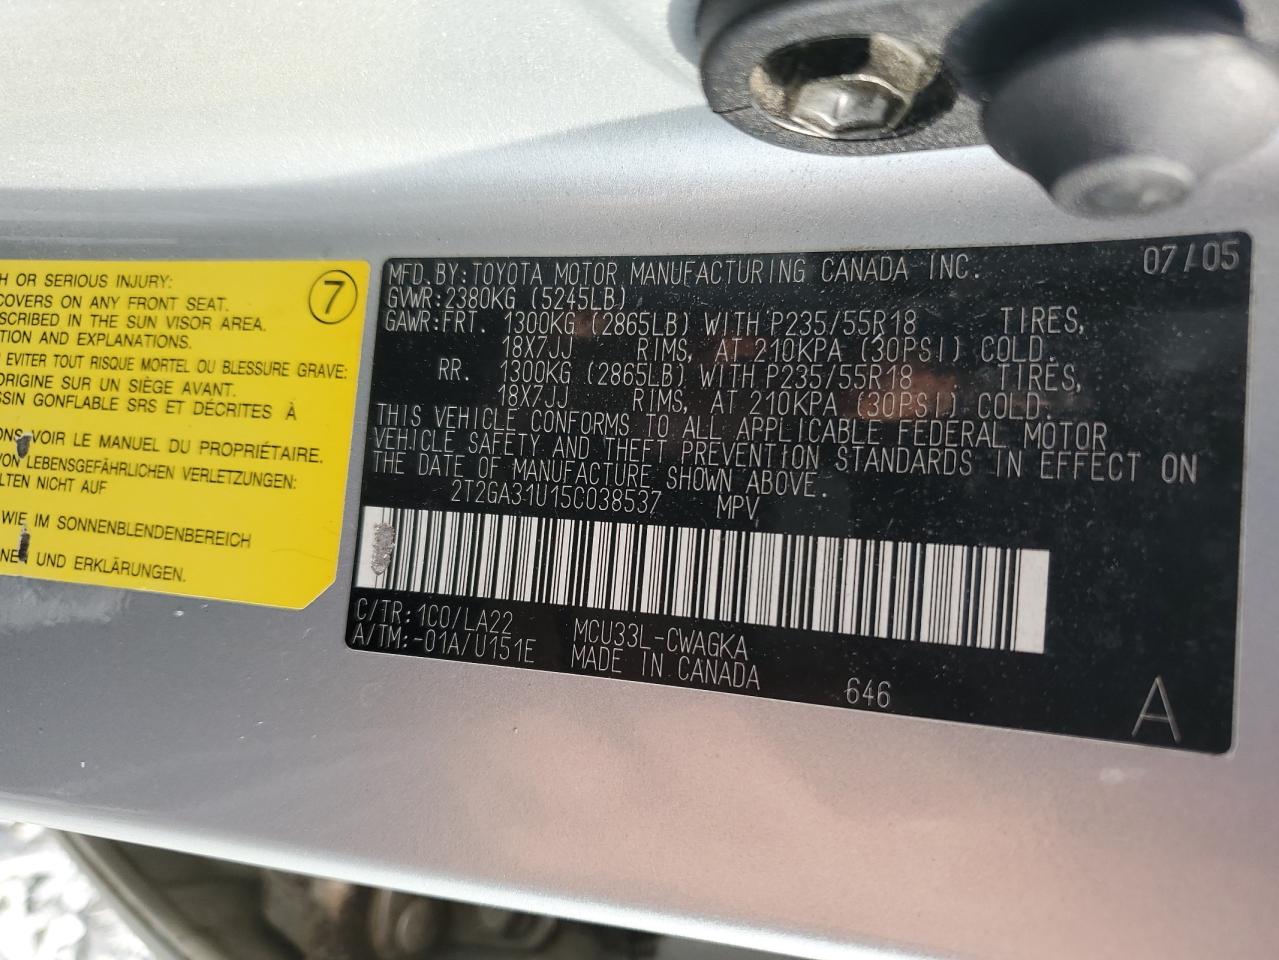 H OR SERIOUS INJURY:
COVERS ON ANY FRONT SEAT.
SCRIBED IN THE SUN VISOR AREA.
TION AND EXPLANATIONS.
EVITER TOUT RISQUE MORTEL OU BLESSURE GRAVE:
ORIGINE SUR UN SIÈGE AVANT.
SSIN GONFLABLE SRS ET DÉCRITES À
ONS, VOIR LE MANUEL DU PROPRIÉTAIRE.
VON LEBENSGEFÄHRLICHEN VERLETZUNGEN:
LTEN NICHT AUF
WIE IM SONNENBLENDENBEREICH
UND ERKLÄRUNGEN.
7
MFD.BY:TOYOTA MOTOR MANUFACTURING CANADA INC. 07/05
GVWR:2380KG (5245LB)
GAWR:FRT. 1300KG (2865LB) WITH P235/55R18 TIRES,
18X7JJ RIMS, AT 210KPA (30PSI) COLD.
RR. 1300KG (2865LB) WITH P235/55R18 TIRES,
18X7JJ RIMS, AT 210KPA (30PSI) COLD.
THIS VEHICLE CONFORMS TO ALL APPLICABLE FEDERAL MOTOR
VEHICLE SAFETY AND THEFT PREVENTION STANDARDS IN EFFECT ON
THE DATE OF MANUFACTURE SHOWN ABOVE.
2T2GA31U15C038537 MPV
C/TR:1C0/LA22 MCU33L-CWAGKA
A/TM:-01A/U151E MADE IN CANADA 646
A